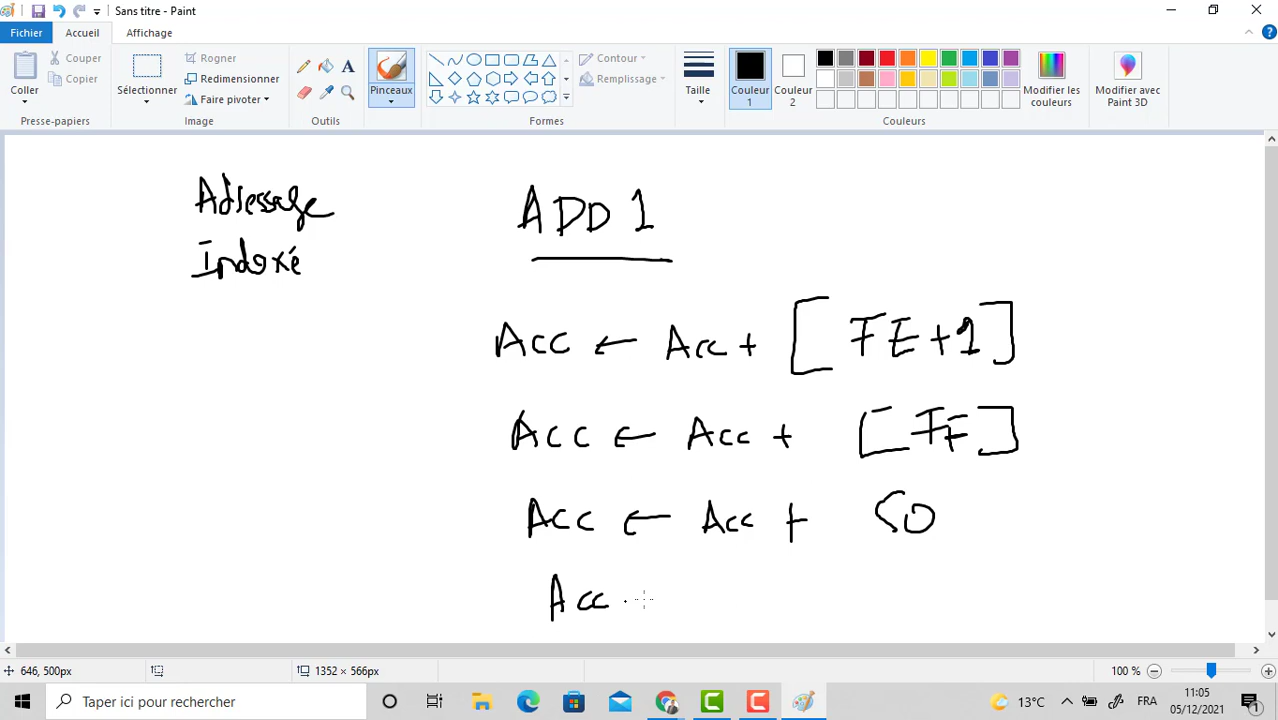 Sans titre - Paint
Fichier Accueil Affichage
Coller
Couper
Copier
Presse-papiers
Sélectionner
Rogner
Redimensionner
Faire pivoter
Image
Outils
Pinceaux
Contour
Remplissage
Formes
Taille
Couleur 1
Couleur 2
Modifier les couleurs
Couleurs
Modifier avec Paint 3D
Adressage
Indexé
ADD 1
Acc ← Acc + [ FE+1 ]
Acc ← Acc + [ FF ]
Acc ← Acc + 50
Acc
646, 500px
1352 × 566px
100 %
Taper ici pour rechercher
13°C
FRA
11:05
05/12/2021
1